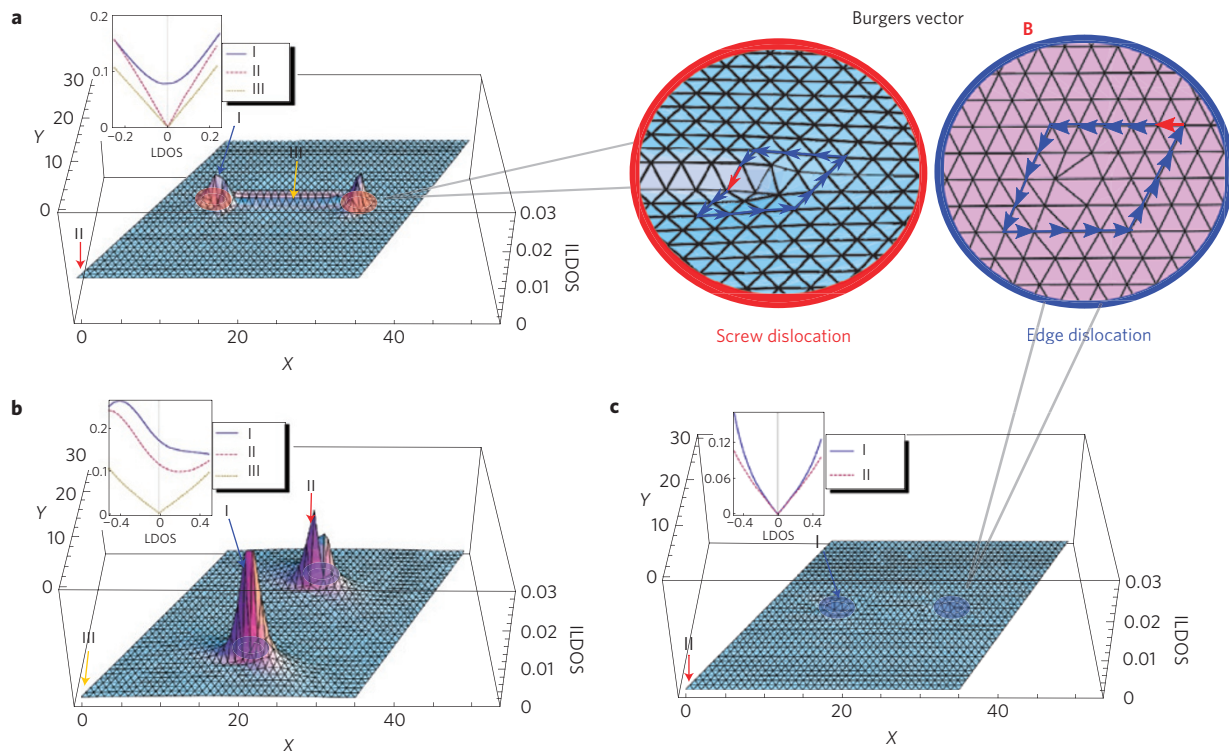 a
0.2
0.1
0
−0.2
0
0.2
LDOS
I
II
III
30
20
10
0
Y
I
III
II
0.03
0.02
0.01
0
ILDOS
0
20
40
X
Burgers vector
B
Screw dislocation
Edge dislocation
b
0.2
0.1
0
−0.4
0
0.4
LDOS
I
II
III
30
20
10
0
Y
I
II
III
0.03
0.02
0.01
0
ILDOS
0
20
40
X
c
0.12
0.06
0
−0.4
0
0.4
LDOS
I
II
30
20
10
0
Y
I
II
0.03
0.02
0.01
0
ILDOS
0
20
40
X